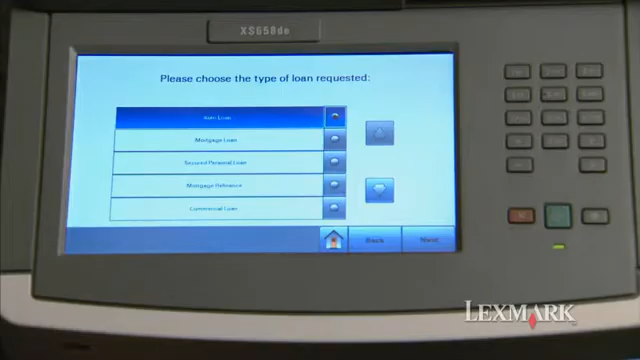 XS658de
Please choose the type of loan requested:
Auto Loan
Mortgage Loan
Secured Personal Loan
Mortgage Refinance
Commercial Loan
Back
Next
LEXMARK